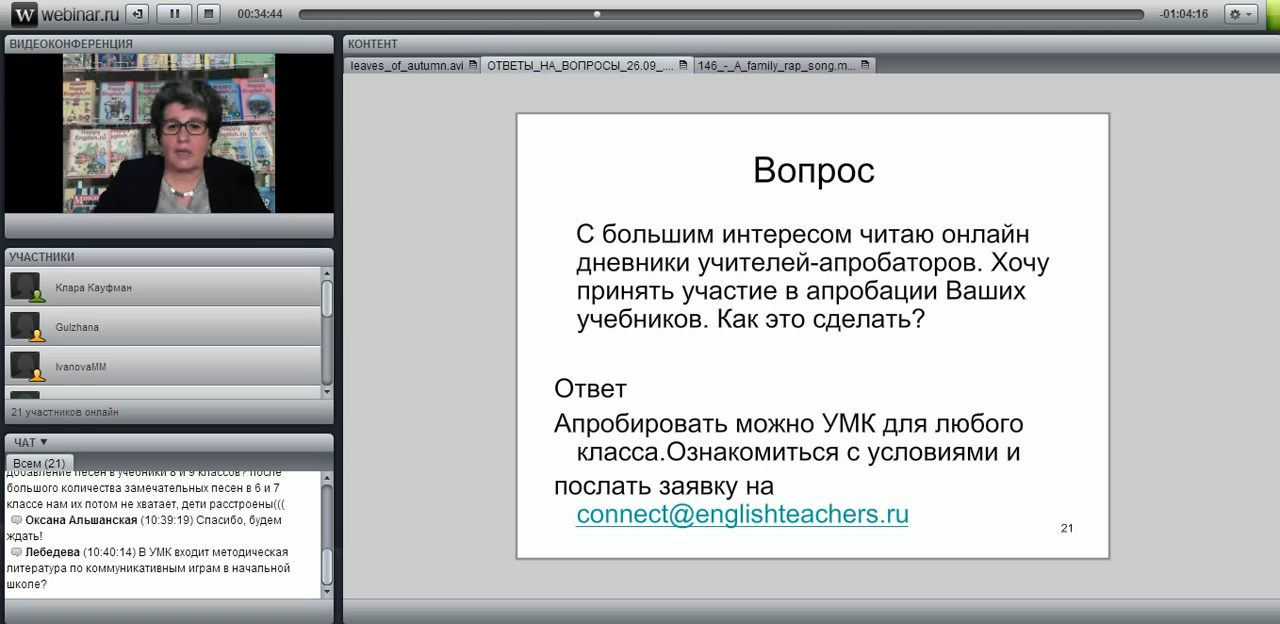 webinar.ru
00:34:44
-01:04:16
ВИДЕОКОНФЕРЕНЦИЯ
Happy English.ru
УЧАСТНИКИ
Клара Кауфман
Gulzhana
IvanovaMM
21 участников онлайн
ЧАТ
Всем (21)
добавление песен в учебники 8 и 9 классов? после
большого количества замечательных песен в 6 и 7
классе нам их потом не хватает, дети расстроены(((
Оксана Альшанская (10:39:19) Спасибо, будем
ждать!
Лебедева (10:40:14) В УМК входит методическая
литература по коммуникативным играм в начальной
школе?
КОНТЕНТ
leaves_of_autumn.avi
ОТВЕТЫ_НА_ВОПРОСЫ_26.09_....
146_-_A_family_rap_song.m...
Вопрос
С большим интересом читаю онлайн
дневники учителей-апробаторов. Хочу
принять участие в апробации Ваших
учебников. Как это сделать?
Ответ
Апробировать можно УМК для любого
класса.Ознакомиться с условиями и
послать заявку на
connect@englishteachers.ru
21